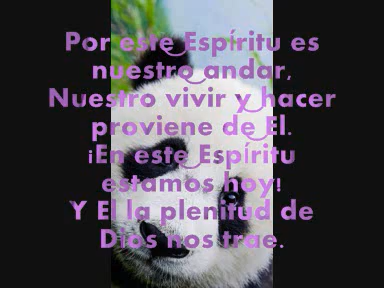 Por este Espíritu es
nuestro andar,
Nuestro vivir y hacer
proviene de El.
¡En este Espíritu
estamos hoy!
Y El la plenitud de
Dios nos trae.